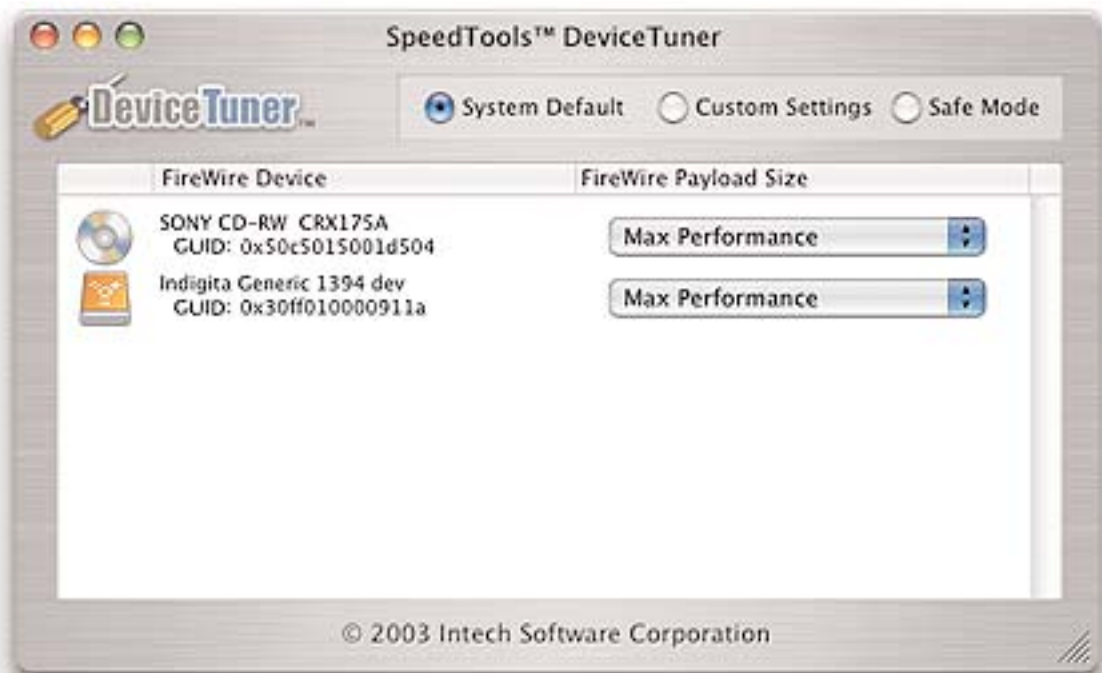 SpeedTools™ DeviceTuner
DeviceTuner™
System Default Custom Settings Safe Mode
FireWire Device FireWire Payload Size
SONY CD-RW CRX175A
GUID: 0x50c5015001d504
Max Performance
Indigita Generic 1394 dev
GUID: 0x30ff010000911a
Max Performance
© 2003 Intech Software Corporation